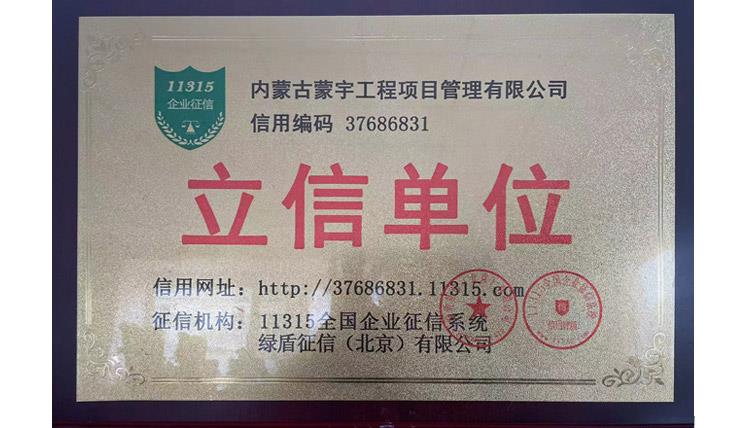 11315
企业征信
内蒙古蒙宇工程项目管理有限公司
信用编码 37686831
立信单位
信用网址：http://37686831.11315.com
征信机构：11315全国企业征信系统
绿盾征信（北京）有限公司